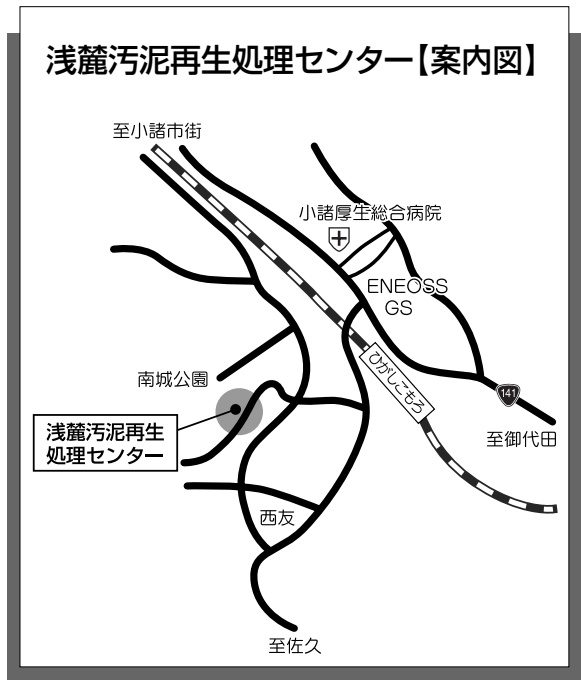 浅麓汚泥再生処理センター【案内図】
至小諸市街
小諸厚生総合病院
ENEOSS
GS
ひがしこもろ
141
南城公園
至御代田
浅麓汚泥再生
処理センター
西友
至佐久